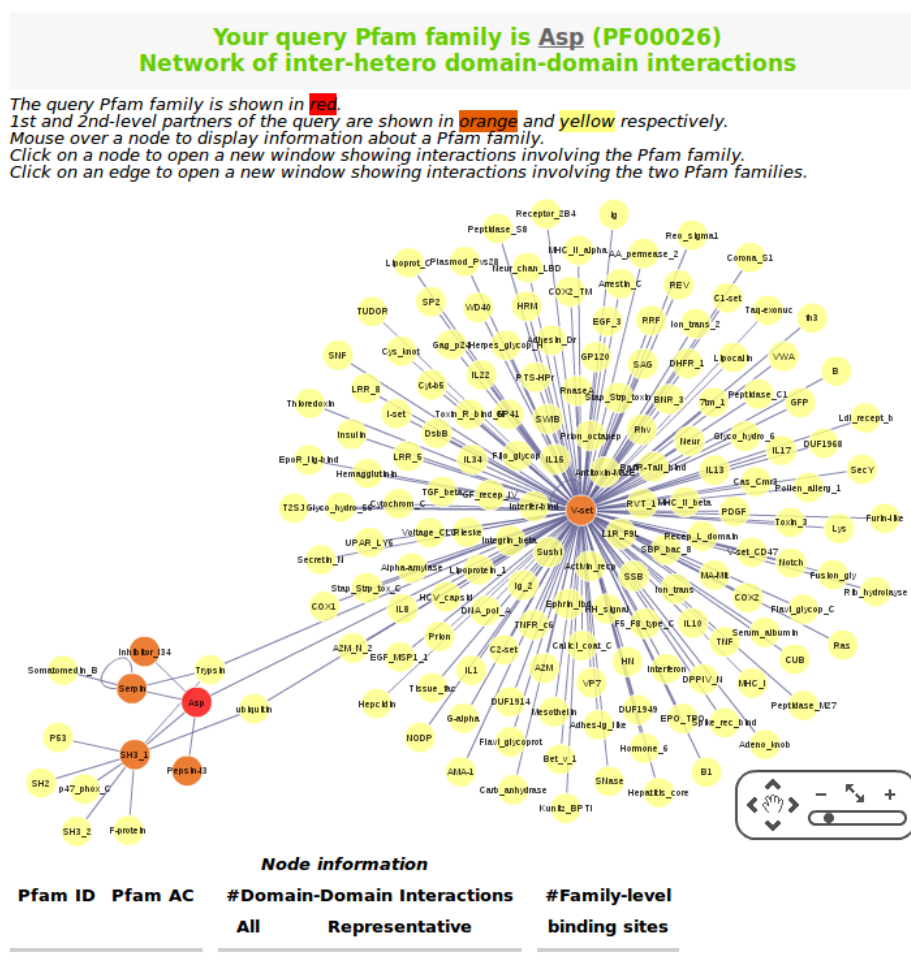 Your query Pfam family is Asp (PF00026)
Network of inter-hetero domain-domain interactions
The query Pfam family is shown in red.
1st and 2nd-level partners of the query are shown in orange and yellow respectively.
Mouse over a node to display information about a Pfam family.
Click on a node to open a new window showing interactions involving the Pfam family.
Click on an edge to open a new window showing interactions involving the two Pfam families.
Receptor_2B4
Ig
Peptidase_S8
Reo_sigma1
MHC_II_alpha
AA_permease_2
Corona_S1
Lipoprot_C
Plasmod_Pvs28
Neur_chan_LBD
COX2_TM
Arrestin_C
REV
C1-set
SP2
WD40
HRM
Taq-exonuc
TUDOR
EGF_3
RRF
Ion_trans_2
fn3
Cys_knot
Gag_p24
Herpes_glycop_H
Adhesin_Dr
SNF
GP120
SAG
DHFR_1
Lipocalin
VWA
B
LRR_8
Cyt-b5
IL22
PTS-HPr
RnaseA
Stap_Strp_toxin
BNR_3
7tm_1
Peptidase_C1
GFP
Thioredoxin
I-set
Toxin_R_bind_N
GP41
SWIB
Ldl_recept_b
Insulin
DsbB
Prion_octapep
Rhv
Neur
Glyco_hydro_6
IL17
DUF1968
EpoR_lig-bind
LRR_5
IL34
Filo_glycop
IL15
Hemagglutinin
IL13
SecY
Cas_Cmr3
Pollen_allerg_1
TGF_beta
T2SJ
Glyco_hydro_56
Cytochrom_C
Interfer-bind
V-set
RVT_1
MHC_II_beta
PDGF
Toxin_3
Lys
Furin-like
UPAR_LY6
Voltage_CLC
Rieske
Integrin_beta
L1R_F9L
Recep_L_domain
SBP_bac_8
V-set_CD47
Secretin_N
Alpha-amylase
Lipoprotein_1
Sushi
Activin_recp
SSB
MA-Mit
Notch
Fusion_gly
Stap_Strp_tox_C
Ig_2
Ion_trans
COX2
Rib_hydrolayse
COX1
IL8
HCV_capsid
DNA_pol_A
Ephrin_lbd
HH_signal
Flavi_glycop_C
TNFR_c6
F5_F8_type_C
IL10
TNF
Serum_albumin
Ras
Prion
A2M_N_2
EGF_MSP1_1
C2-set
Calici_coat_C
HN
Interferon
CUB
Inhibitor_I34
Somatomedin_B
Trypsin
IL1
A2M
VP7
DPPIV_N
MHC_I
Serpin
Tissue_fac
Asp
ubiquitin
Hepcidin
DUF1914
Mesothelin
DUF1949
Peptidase_M27
G-alpha
Adhes-Ig_like
EPO_TPO
Spike_rec_bind
P53
NODP
Flavi_glycoprot
Hormone_6
Adeno_knob
SH3_1
Bet_v_1
Pepsin-I3
AMA-1
SNase
B1
SH2
p47_phox_C
Carb_anhydrase
Hepatitis_core
Kunitz_BPTI
SH3_2
F-protein
Node information
Pfam ID Pfam AC #Domain-Domain Interactions #Family-level
All Representative binding sites